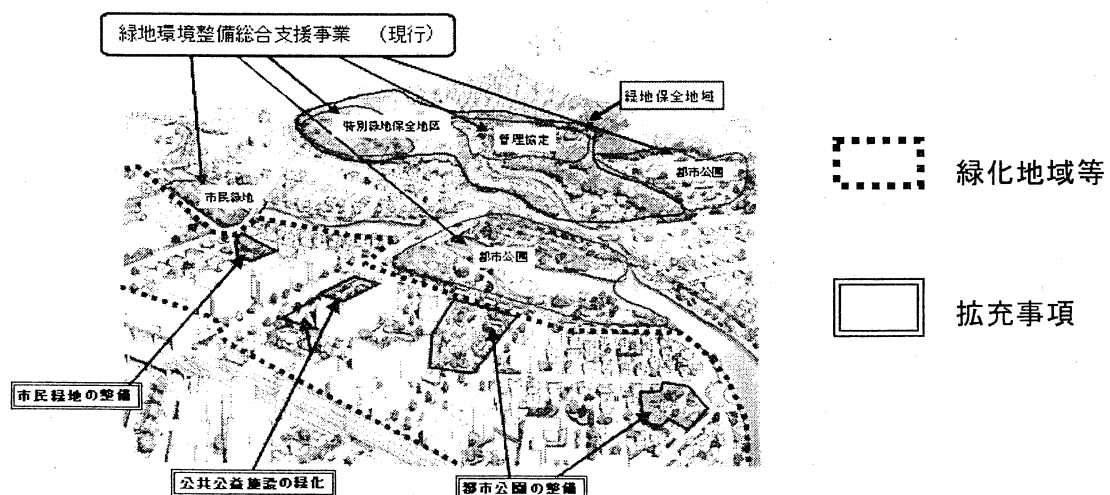 緑地環境整備総合支援事業 (現行)
緑地保全地域
特別緑地保全地区
管理協定
都市公園
市民緑地
都市公園
緑化地域等
拡充事項
市民緑地の整備
公共公益施設の緑化
都市公園の整備